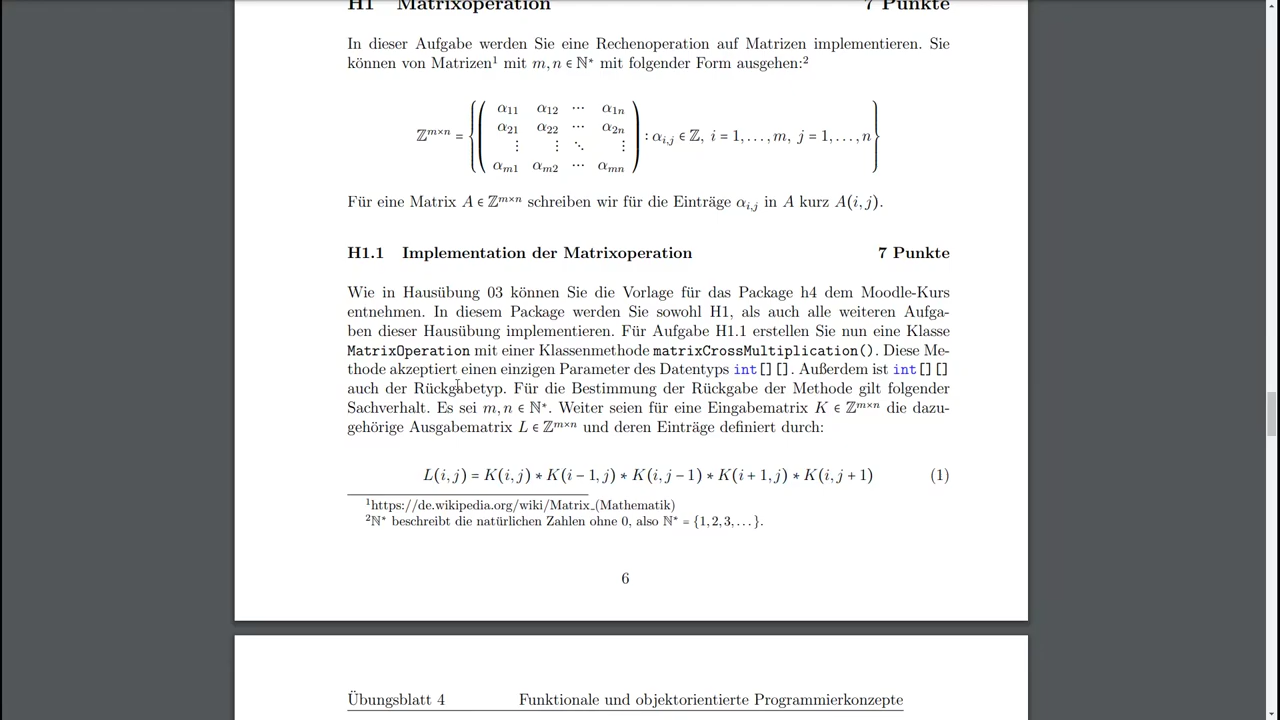 H1 Matrixoperation 7 Punkte
In dieser Aufgabe werden Sie eine Rechenoperation auf Matrizen implementieren. Sie
können von Matrizen¹ mit m, n ∈ ℕ* mit folgender Form ausgehen:²
ℤ^{m×n} = { ( α₁₁ α₁₂ ⋯ α₁ₙ
α₂₁ α₂₂ ⋯ α₂ₙ
⋮ ⋮ ⋱ ⋮
αₘ₁ αₘ₂ ⋯ αₘₙ ) : α_{i,j} ∈ ℤ, i = 1, . . . , m, j = 1, . . . , n }
Für eine Matrix A ∈ ℤ^{m×n} schreiben wir für die Einträge α_{i,j} in A kurz A(i, j).
H1.1 Implementation der Matrixoperation 7 Punkte
Wie in Hausübung 03 können Sie die Vorlage für das Package h4 dem Moodle-Kurs
entnehmen. In diesem Package werden Sie sowohl H1, als auch alle weiteren Aufga-
ben dieser Hausübung implementieren. Für Aufgabe H1.1 erstellen Sie nun eine Klasse
MatrixOperation mit einer Klassenmethode matrixCrossMultiplication(). Diese Me-
thode akzeptiert einen einzigen Parameter des Datentyps int[][]. Außerdem ist int[][]
auch der Rückgabetyp. Für die Bestimmung der Rückgabe der Methode gilt folgender
Sachverhalt. Es sei m, n ∈ ℕ*. Weiter seien für eine Eingabematrix K ∈ ℤ^{m×n} die dazu-
gehörige Ausgabematrix L ∈ ℤ^{m×n} und deren Einträge definiert durch:
L(i, j) = K(i, j) ∗ K(i − 1, j) ∗ K(i, j − 1) ∗ K(i + 1, j) ∗ K(i, j + 1) (1)
¹https://de.wikipedia.org/wiki/Matrix_(Mathematik)
²ℕ* beschreibt die natürlichen Zahlen ohne 0, also ℕ* = {1, 2, 3, . . . }.
6
Übungsblatt 4 Funktionale und objektorientierte Programmierkonzepte